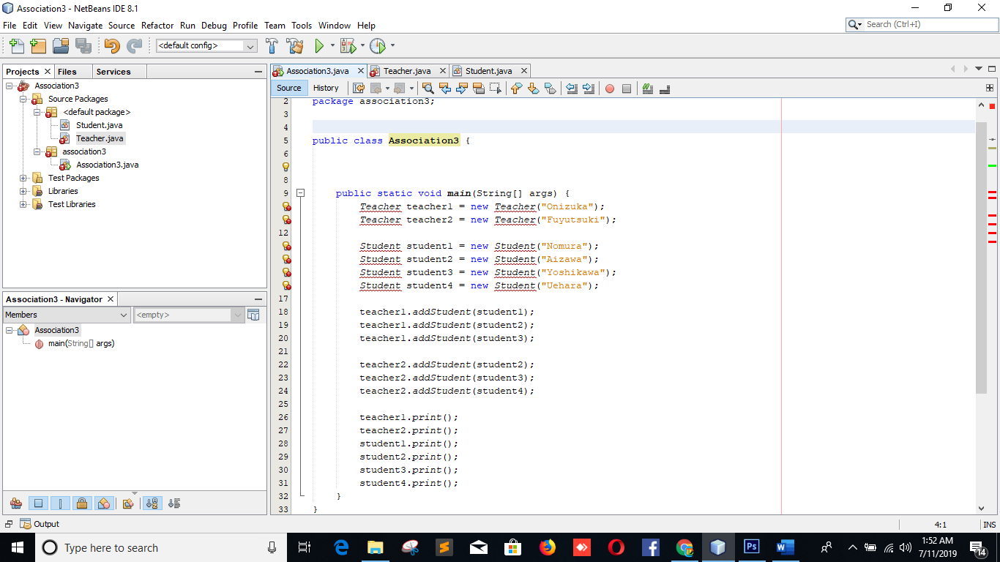 Association3 - NetBeans IDE 8.1
File Edit View Navigate Source Refactor Run Debug Profile Team Tools Window Help
Search (Ctrl+I)
<default config>
Projects Files Services
Association3
Source Packages
<default package>
Student.java
Teacher.java
association3
Association3.java
Test Packages
Libraries
Test Libraries
Association3 - Navigator
Members <empty>
Association3
main(String[] args)
Association3.java Teacher.java Student.java
Source History
2 package association3;
3
4
5 public class Association3 {
6
8
9 public static void main(String[] args) {
Teacher teacher1 = new Teacher("Onizuka");
Teacher teacher2 = new Teacher("Fuyutsuki");
12
Student student1 = new Student("Nomura");
Student student2 = new Student("Aizawa");
Student student3 = new Student("Yoshikawa");
Student student4 = new Student("Uehara");
17
18 teacher1.addStudent(student1);
19 teacher1.addStudent(student2);
20 teacher1.addStudent(student3);
21
22 teacher2.addStudent(student2);
23 teacher2.addStudent(student3);
24 teacher2.addStudent(student4);
25
26 teacher1.print();
27 teacher2.print();
28 student1.print();
29 student2.print();
30 student3.print();
31 student4.print();
32 }
33 }
Output
4:1 INS
Type here to search
Ps
1:52 AM
7/11/2019
14